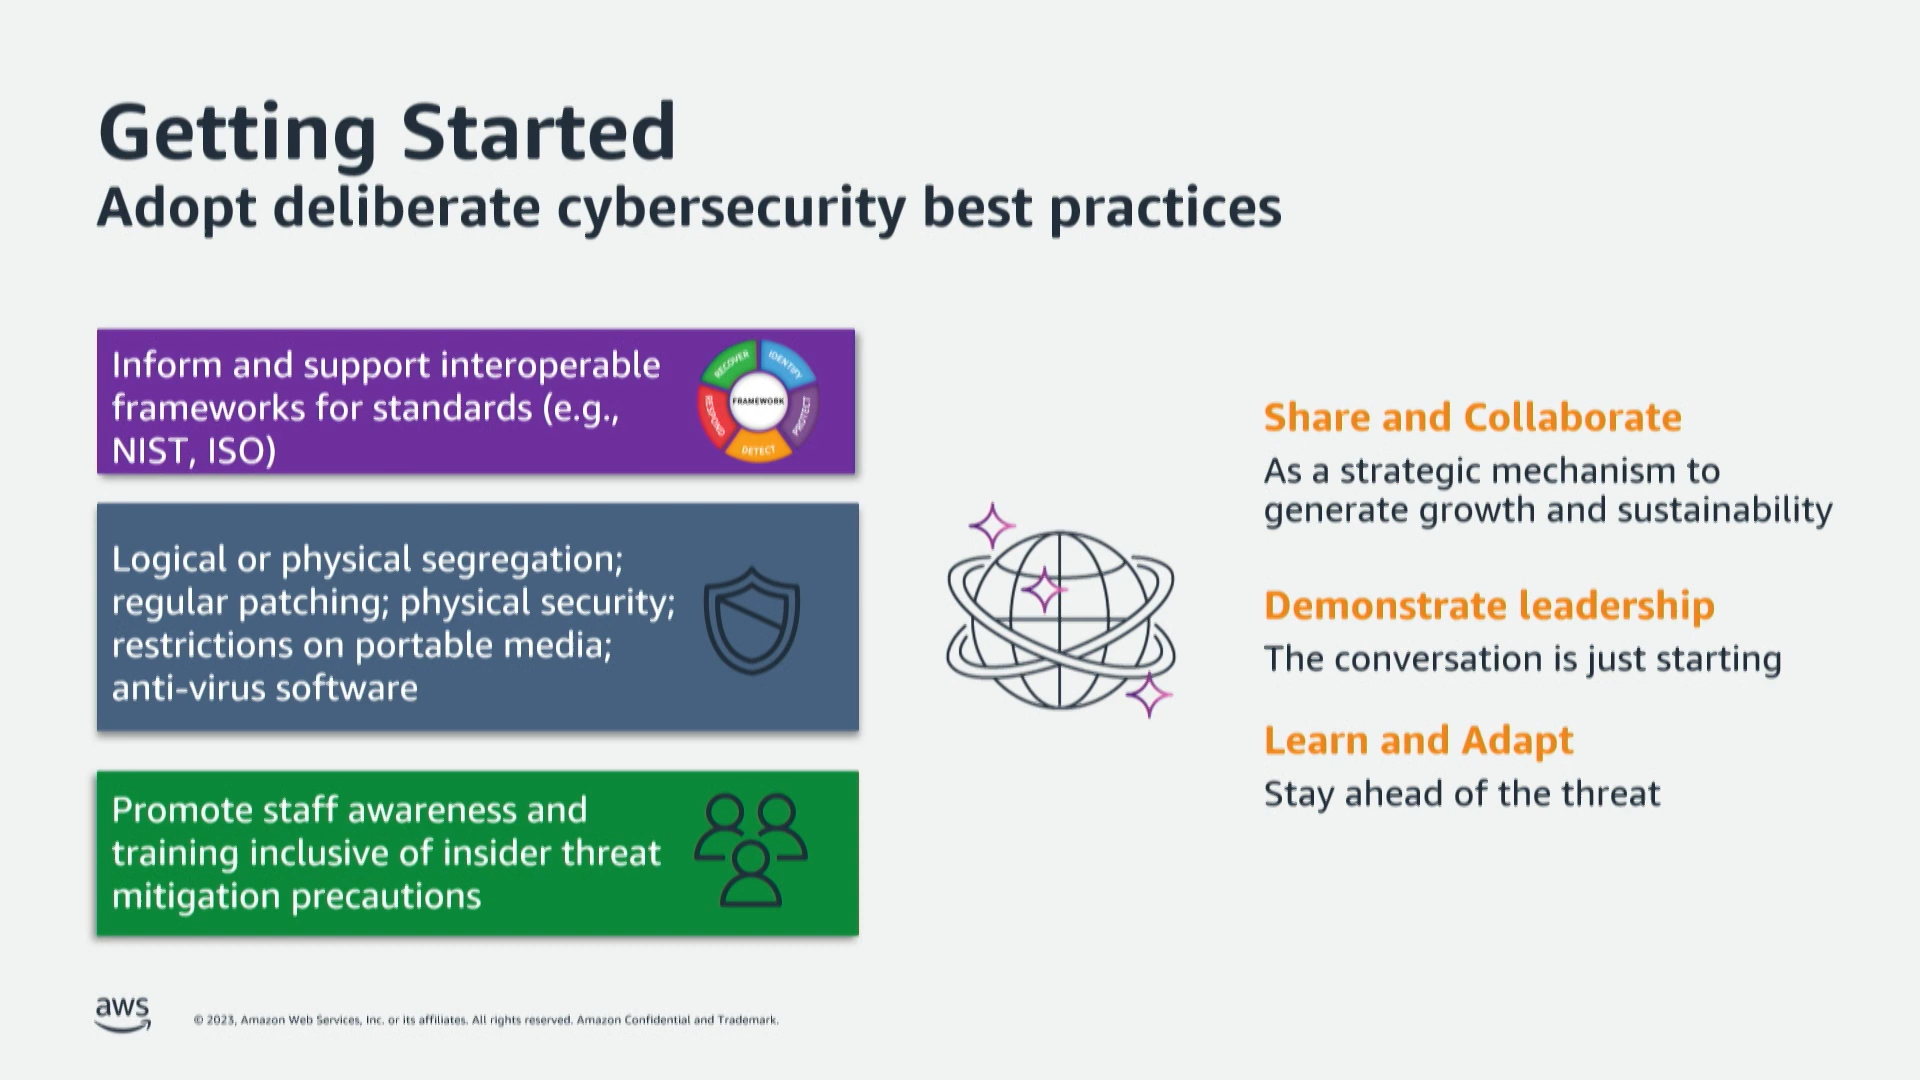 Getting Started
Adopt deliberate cybersecurity best practices
Inform and support interoperable
frameworks for standards (e.g.,
NIST, ISO)
RECOVER
IDENTIFY
PROTECT
DETECT
RESPOND
FRAMEWORK
Logical or physical segregation;
regular patching; physical security;
restrictions on portable media;
anti-virus software
Promote staff awareness and
training inclusive of insider threat
mitigation precautions
Share and Collaborate
As a strategic mechanism to
generate growth and sustainability
Demonstrate leadership
The conversation is just starting
Learn and Adapt
Stay ahead of the threat
aws
© 2023, Amazon Web Services, Inc. or its affiliates. All rights reserved. Amazon Confidential and Trademark.